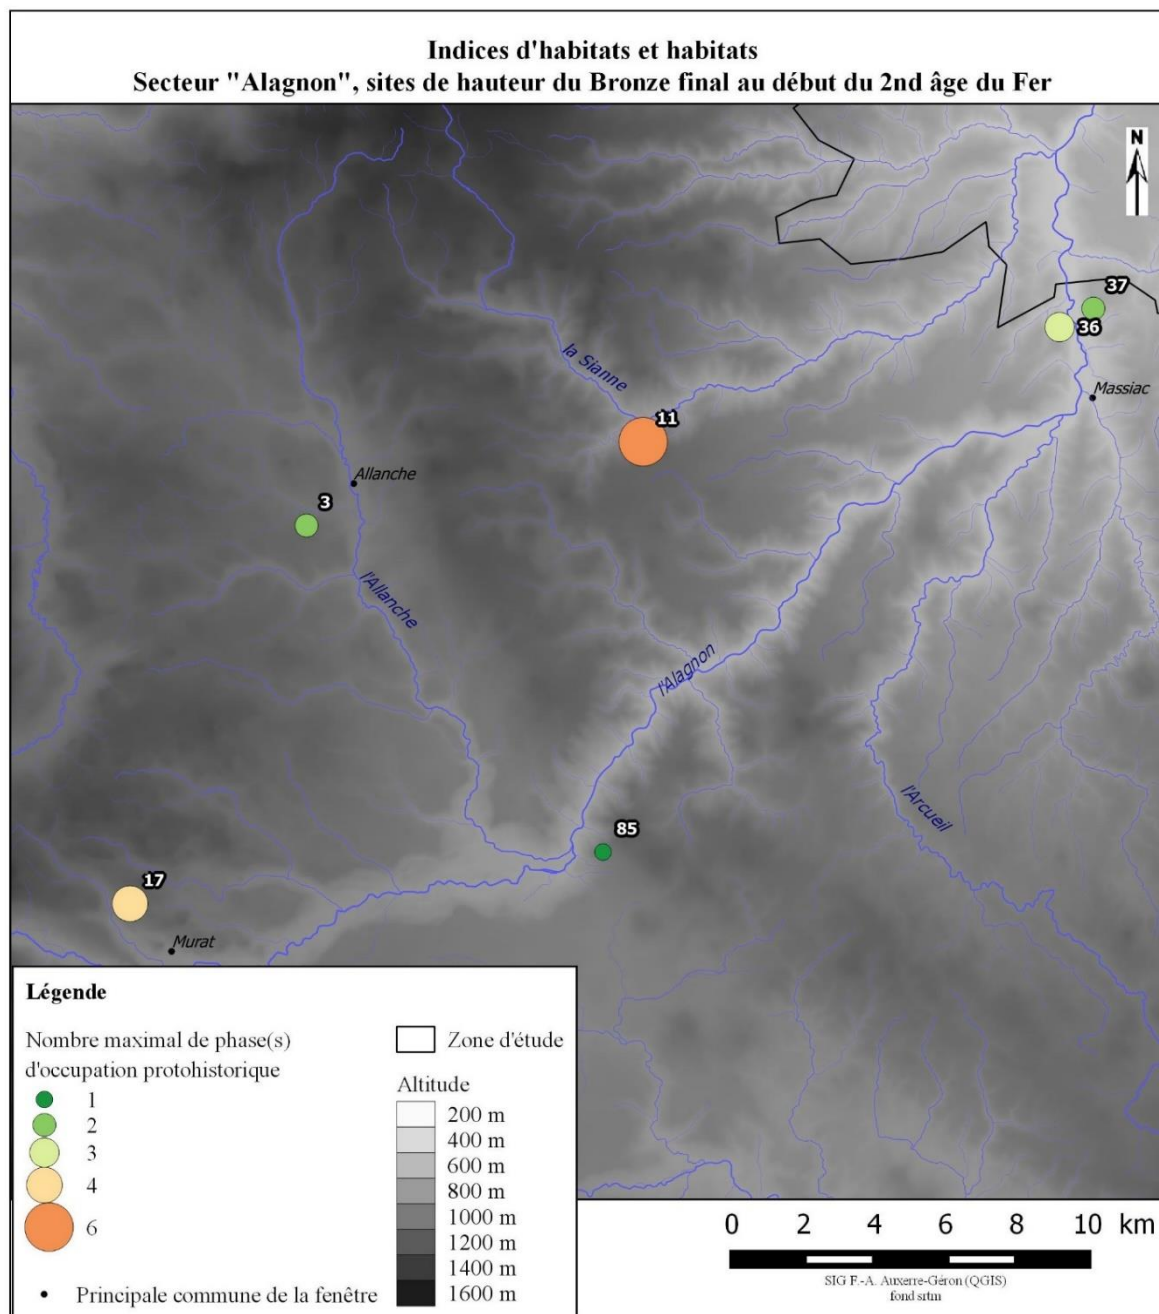 Indices d'habitats et habitats
Secteur "Alagnon", sites de hauteur du Bronze final au début du 2nd âge du Fer
N
37
36
Massiac
la Sianne
11
Allanche
3
l'Allanche
l'Alagnon
l'Arcueil
85
17
Murat
Légende
Nombre maximal de phase(s)
d'occupation protohistorique
1
2
3
4
6
Principale commune de la fenêtre
Zone d'étude
Altitude
200 m
400 m
600 m
800 m
1000 m
1200 m
1400 m
1600 m
0 2 4 6 8 10 km
SIG F.-A. Auxerre-Géron (QGIS)
fond srtm